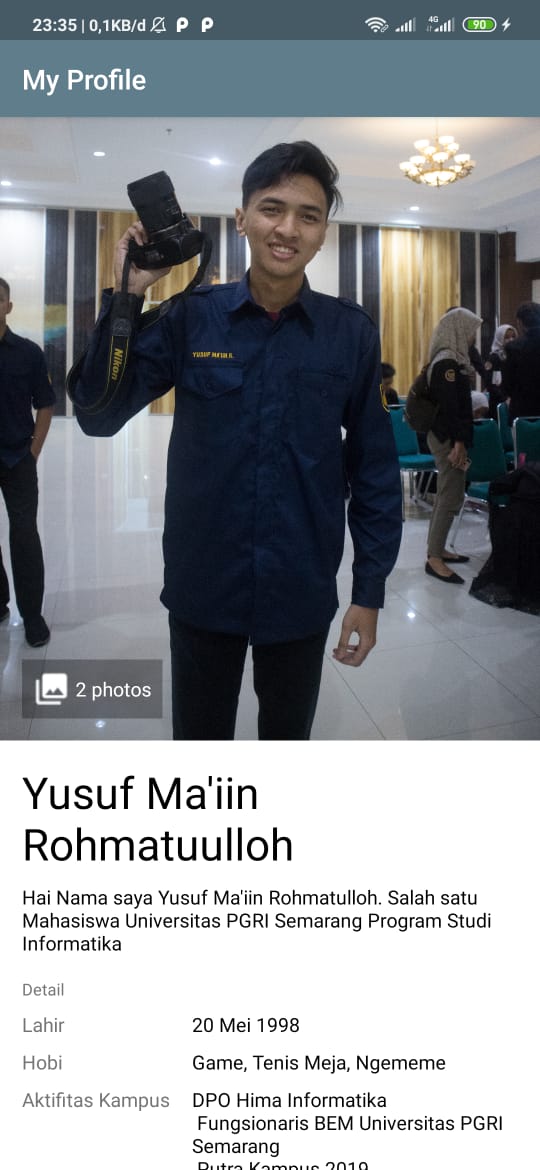 23:35 | 0,1KB/d
4G
90
My Profile
Nikon
YUSUF MA'IIN R.
2 photos
Yusuf Ma'iin
Rohmatuulloh
Hai Nama saya Yusuf Ma'iin Rohmatulloh. Salah satu
Mahasiswa Universitas PGRI Semarang Program Studi
Informatika
Detail
Lahir 20 Mei 1998
Hobi Game, Tenis Meja, Ngememe
Aktifitas Kampus DPO Hima Informatika
Fungsionaris BEM Universitas PGRI
Semarang
Putra Kampus 2019